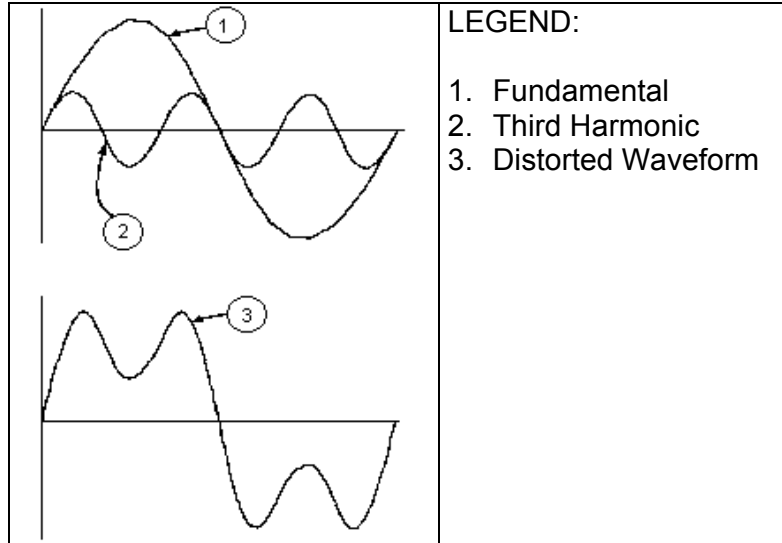 1
2
3
LEGEND:
1. Fundamental
2. Third Harmonic
3. Distorted Waveform